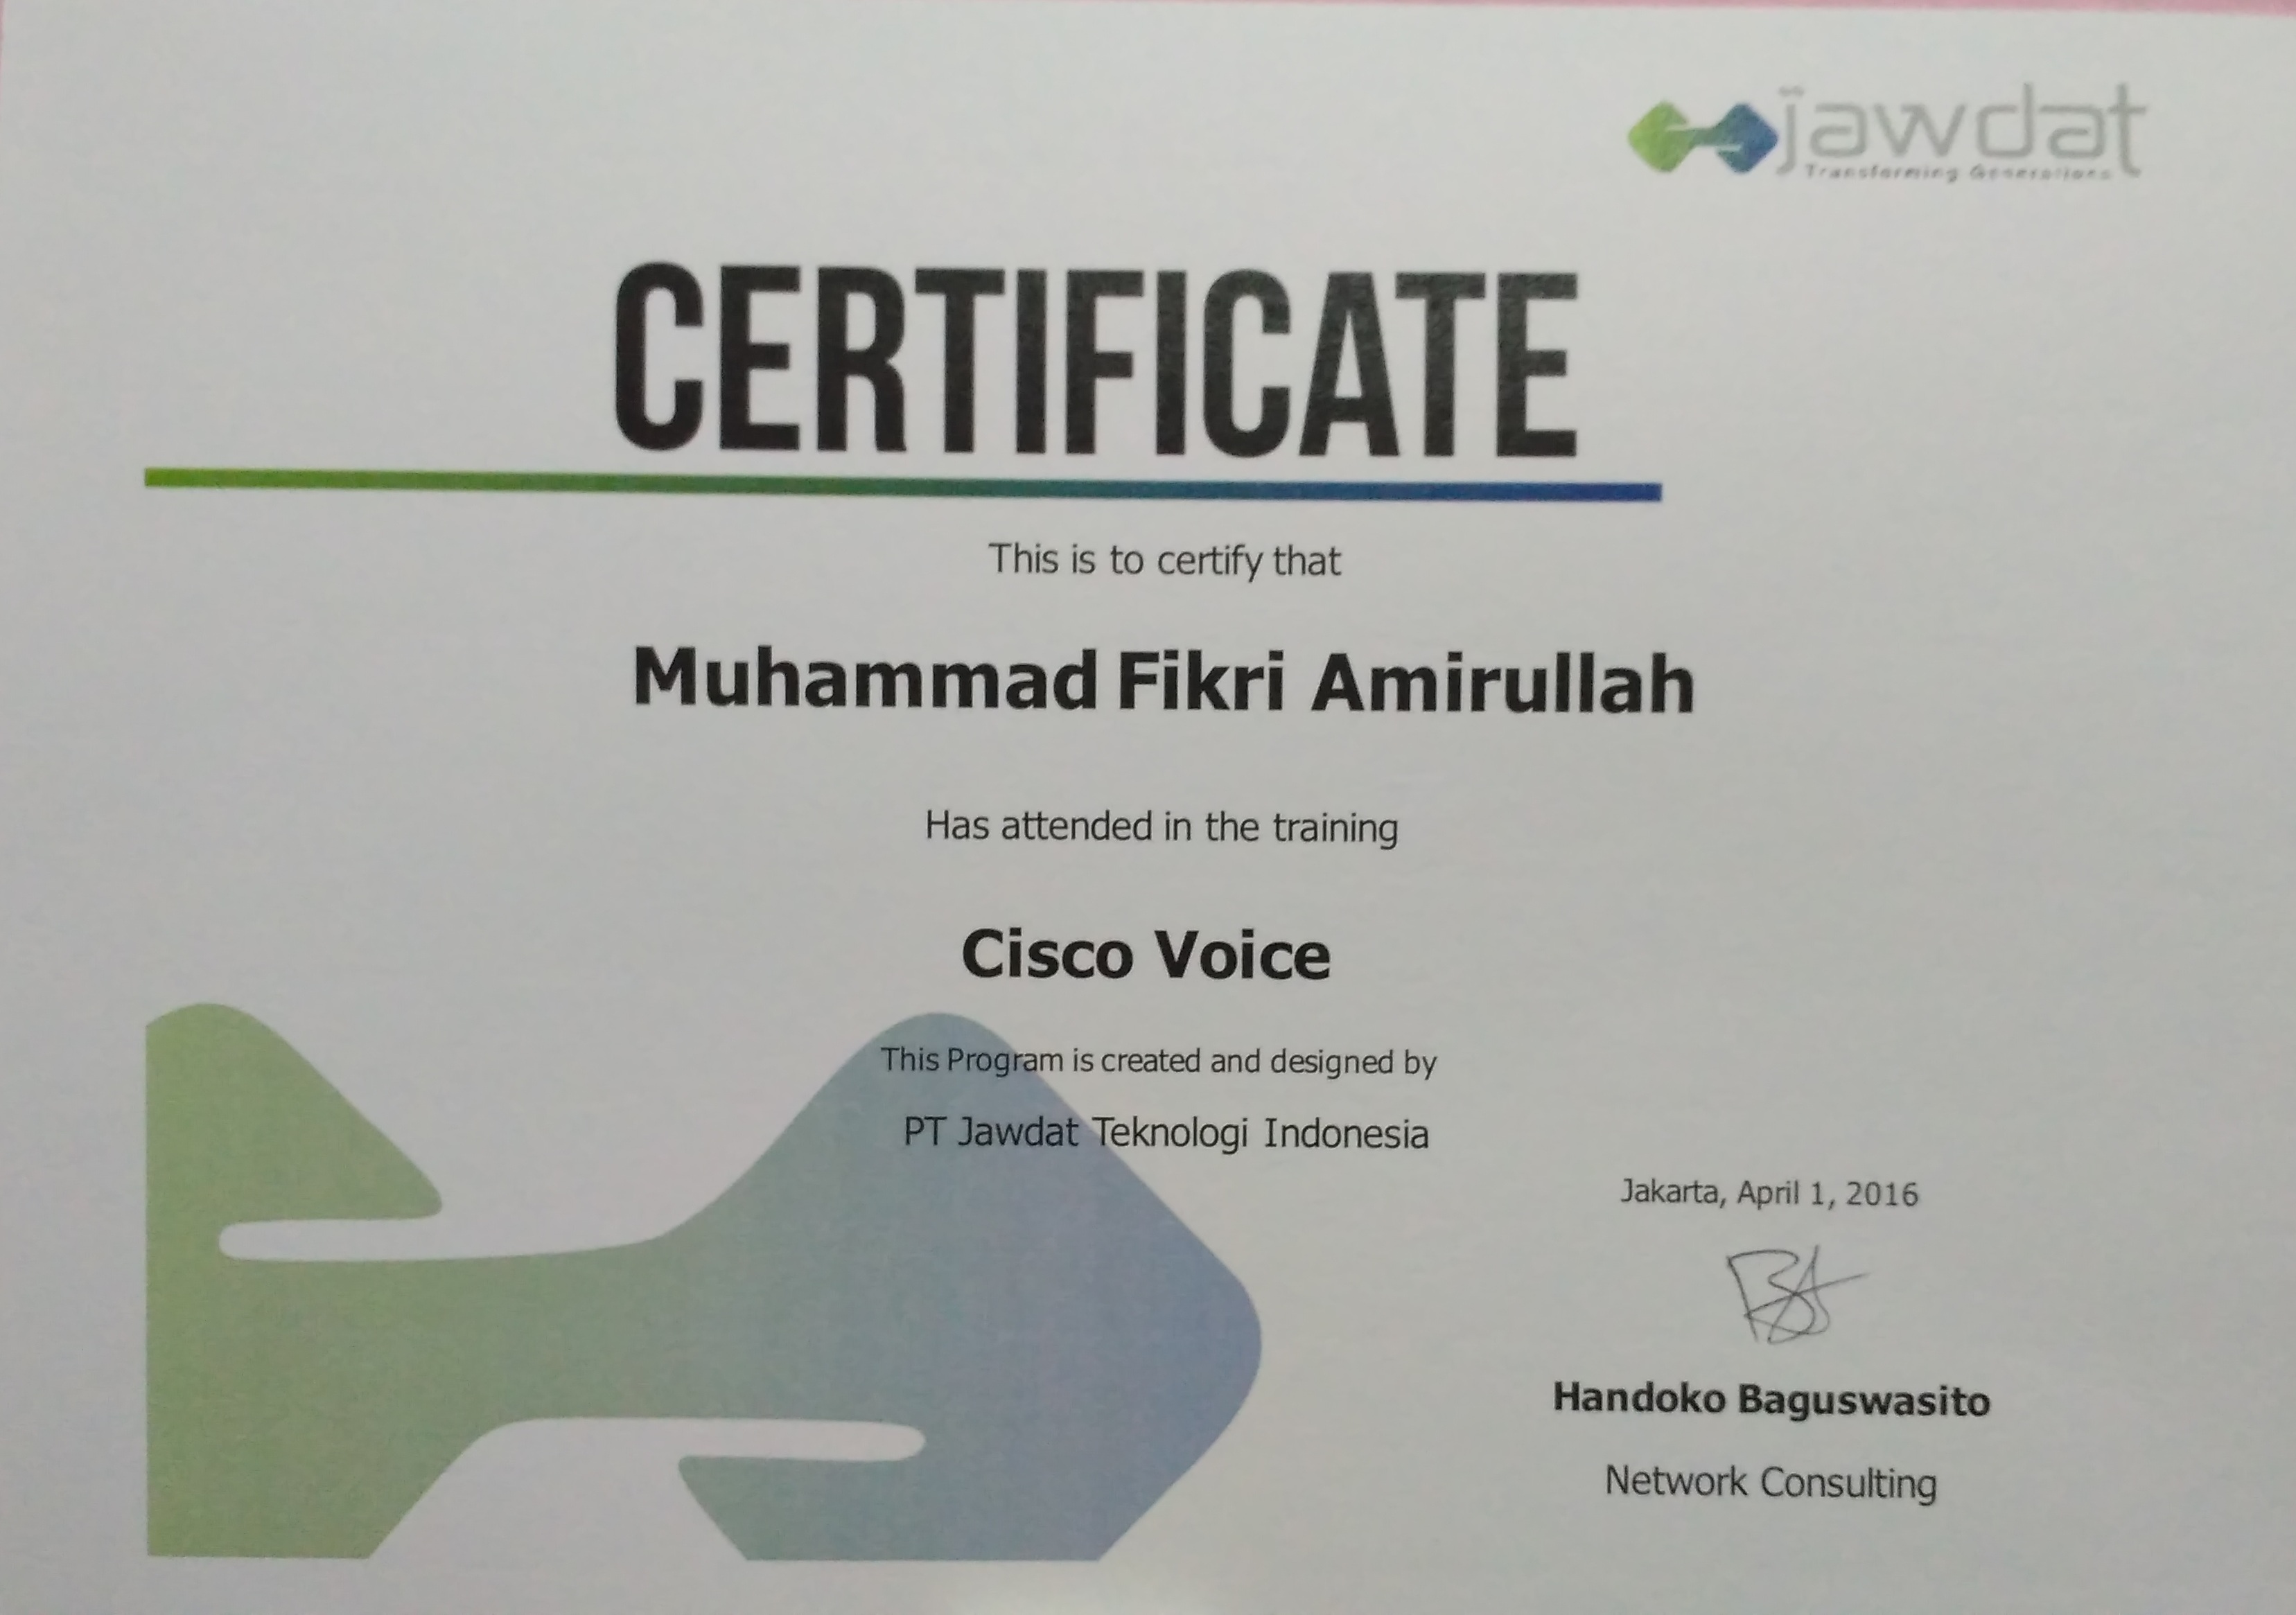 jawdat
Transforming Generations
CERTIFICATE
This is to certify that
Muhammad Fikri Amirullah
Has attended in the training
Cisco Voice
This Program is created and designed by
PT Jawdat Teknologi Indonesia
Jakarta, April 1, 2016
Handoko Baguswasito
Network Consulting